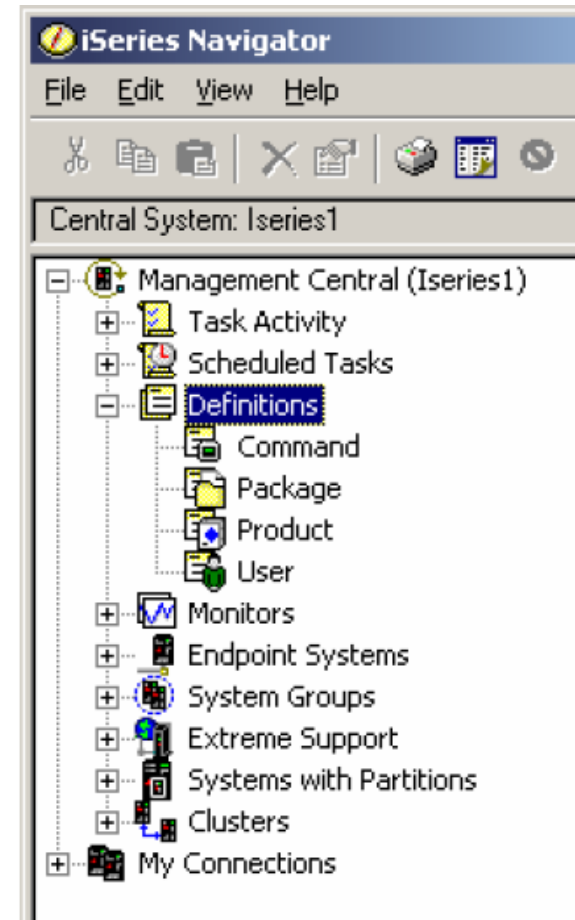 iSeries Navigator
File Edit View Help
Central System: Iseries1
Management Central (Iseries1)
Task Activity
Scheduled Tasks
Definitions
Command
Package
Product
User
Monitors
Endpoint Systems
System Groups
Extreme Support
Systems with Partitions
Clusters
My Connections